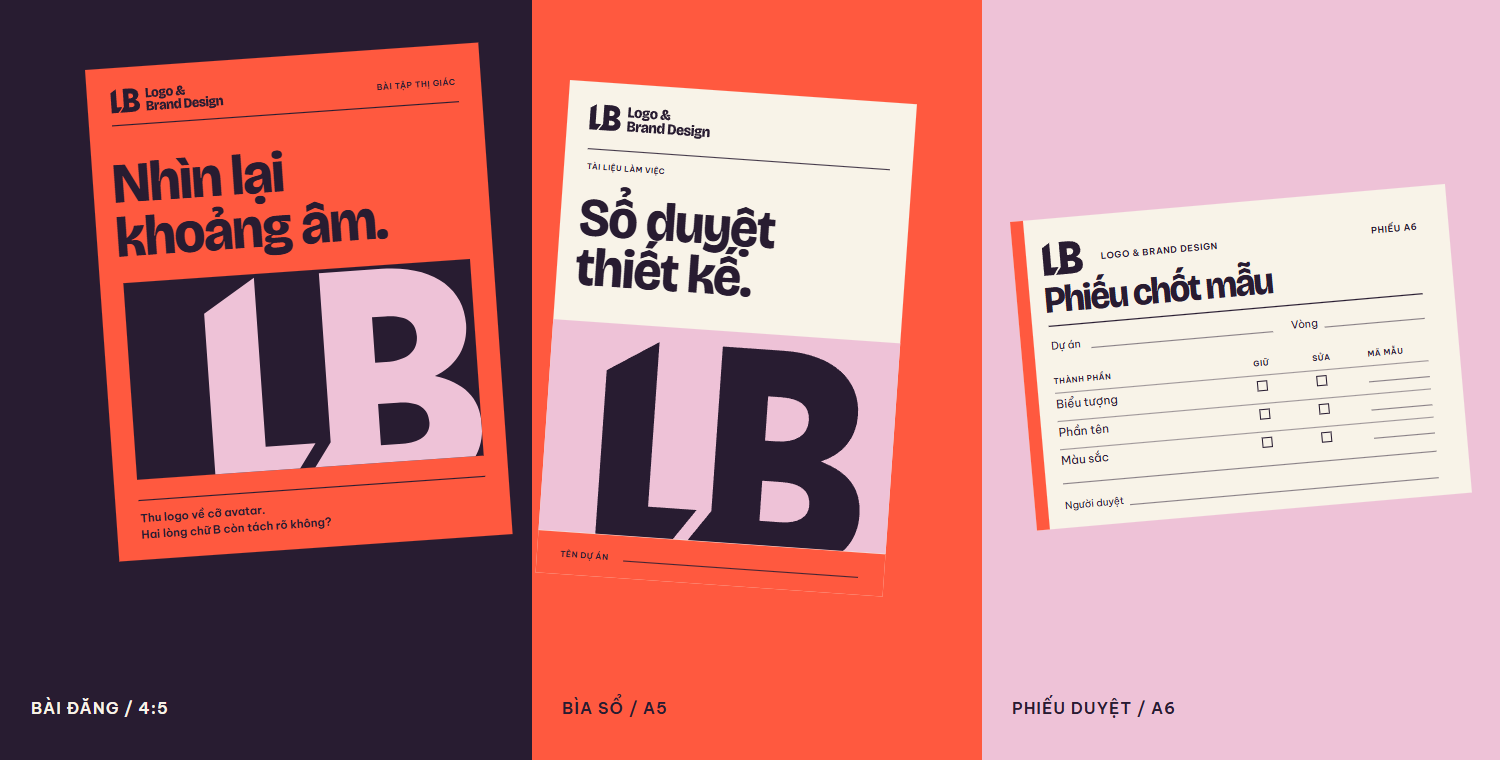 LB Logo &
Brand Design
BÀI TẬP THỊ GIÁC
Nhìn lại
khoảng âm.
LB
Thu logo về cỡ avatar.
Hai lòng chữ B còn tách rõ không?
BÀI ĐĂNG / 4:5
LB Logo &
Brand Design
TÀI LIỆU LÀM VIỆC
Sổ duyệt
thiết kế.
LB
TÊN DỰ ÁN
BÌA SỔ / A5
LB LOGO & BRAND DESIGN
PHIẾU A6
Phiếu chốt mẫu
Dự án
Vòng
THÀNH PHẦN GIỮ SỬA MÃ MẪU
Biểu tượng
Phần tên
Màu sắc
Người duyệt
PHIẾU DUYỆT / A6